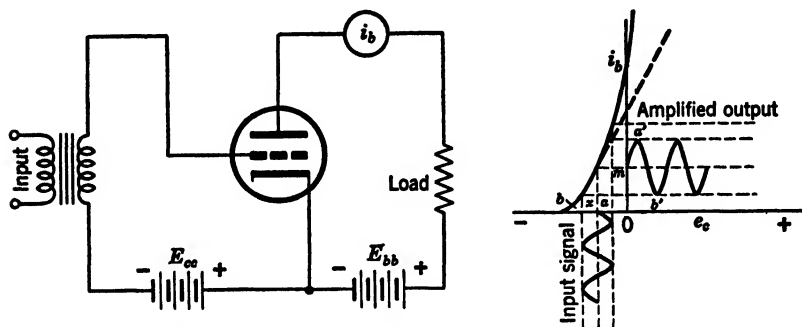 Input
i_b
Load
- E_cc +
- E_bb +
i_b
Amplified output
a'
m
b
x
a
b'
-
0
e_c
+
Input signal